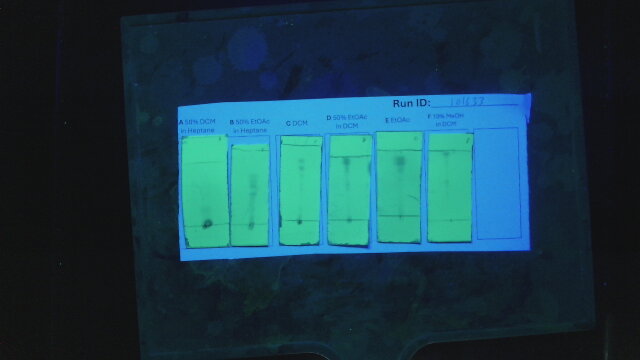 Run ID: 101633
A 50% DCM
in Heptane
B 50% EtOAc
in Heptane
C DCM
D 50% EtOAc
in DCM
E EtOAc
F 10% MeOH
in DCM